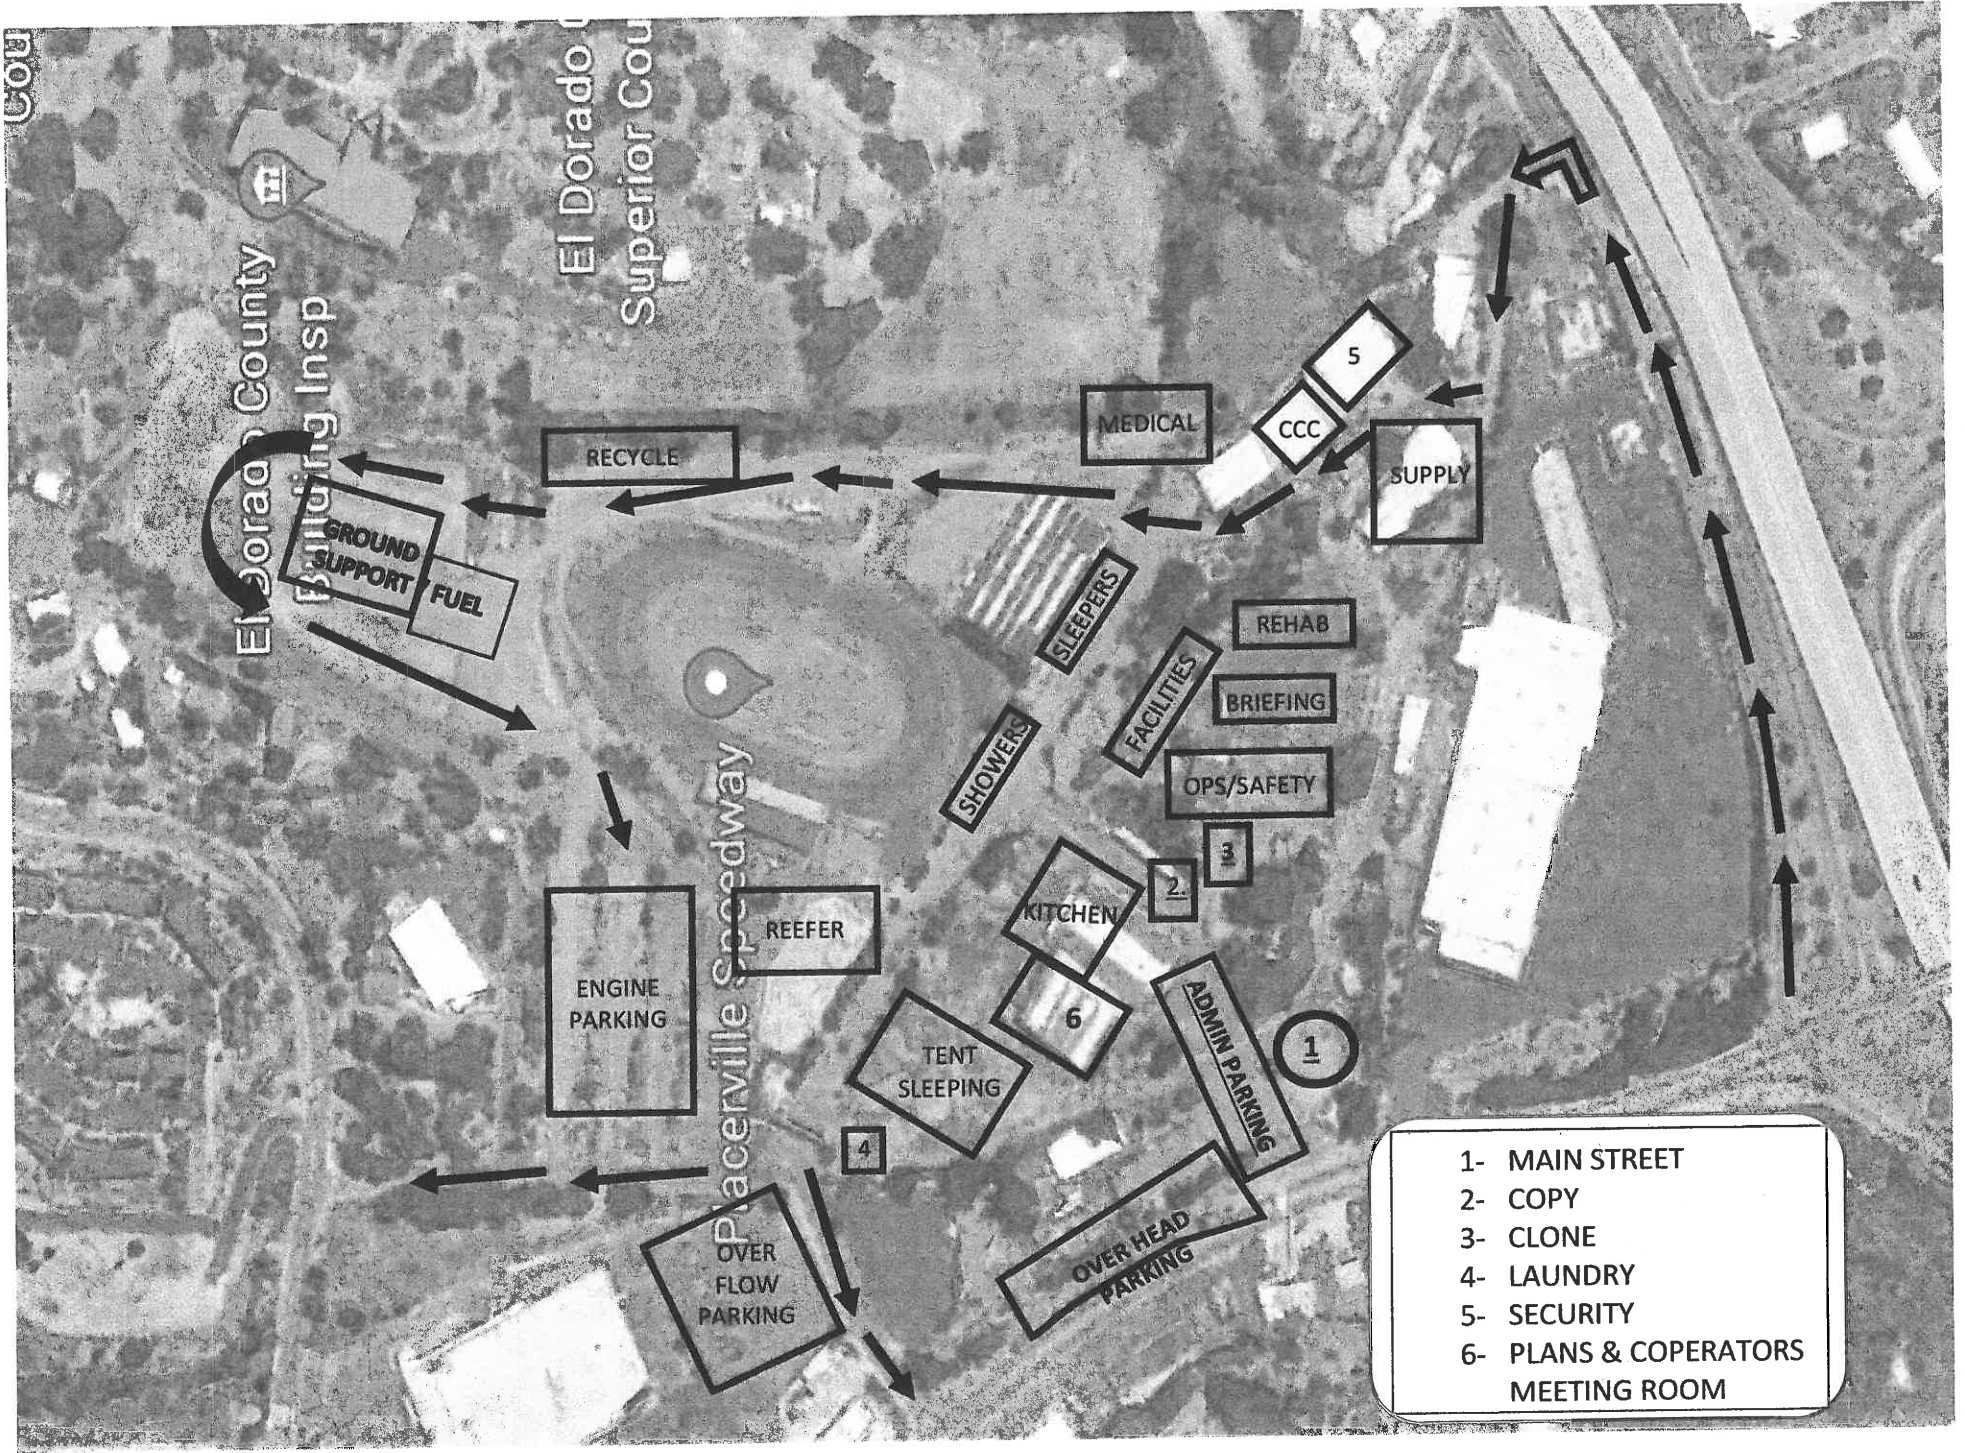 Cou
El Dorado
Superior Cou
El Dorado County
Building Insp
5
MEDICAL
CCC
RECYCLE
SUPPLY
GROUND
SUPPORT / FUEL
SLEEPERS
REHAB
FACILITIES
BRIEFING
SHOWERS
OPS/SAFETY
3
2.
KITCHEN
REEFER
Placerville Speedway
ENGINE
PARKING
6
ADMIN PARKING
1
TENT
SLEEPING
4
OVER HEAD
PARKING
OVER
FLOW
PARKING
1- MAIN STREET
2- COPY
3- CLONE
4- LAUNDRY
5- SECURITY
6- PLANS & COPERATORS
MEETING ROOM